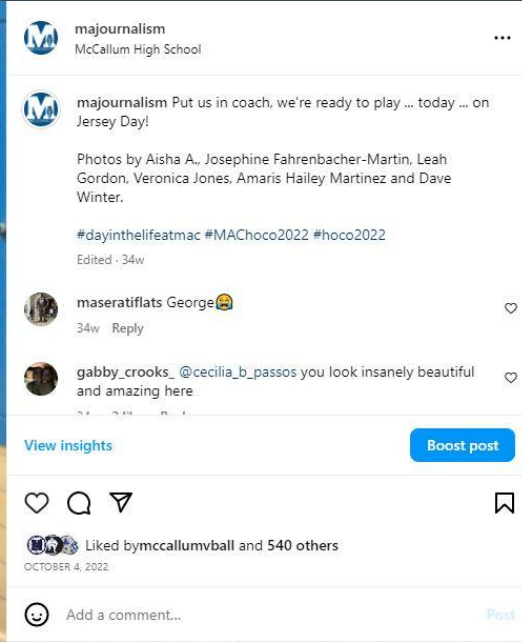 majournalism
McCallum High School
majournalism Put us in coach, we're ready to play ... today ... on
Jersey Day!
Photos by Aisha A., Josephine Fahrenbacher-Martin, Leah
Gordon, Veronica Jones, Amaris Hailey Martinez and Dave
Winter.
#dayinthelifeatmac #MAChoco2022 #hoco2022
Edited · 34w
maseratiflats George😭
34w Reply
gabby_crooks_ @cecilia_b_passos you look insanely beautiful
and amazing here
View insights
Boost post
Liked bymccallumvball and 540 others
OCTOBER 4, 2022
Add a comment...
Post